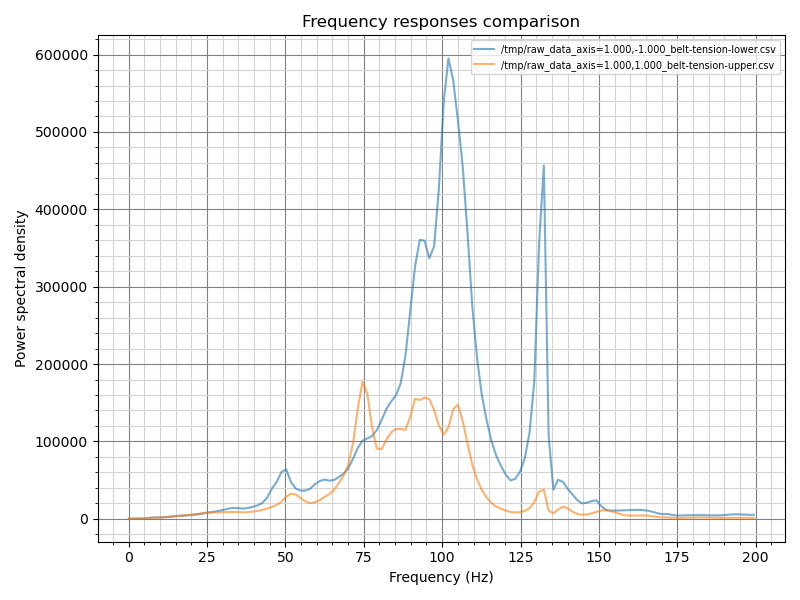 Frequency responses comparison
/tmp/raw_data_axis=1.000,-1.000_belt-tension-lower.csv
/tmp/raw_data_axis=1.000,1.000_belt-tension-upper.csv
600000
500000
400000
300000
200000
100000
0
Power spectral density
0 25 50 75 100 125 150 175 200
Frequency (Hz)